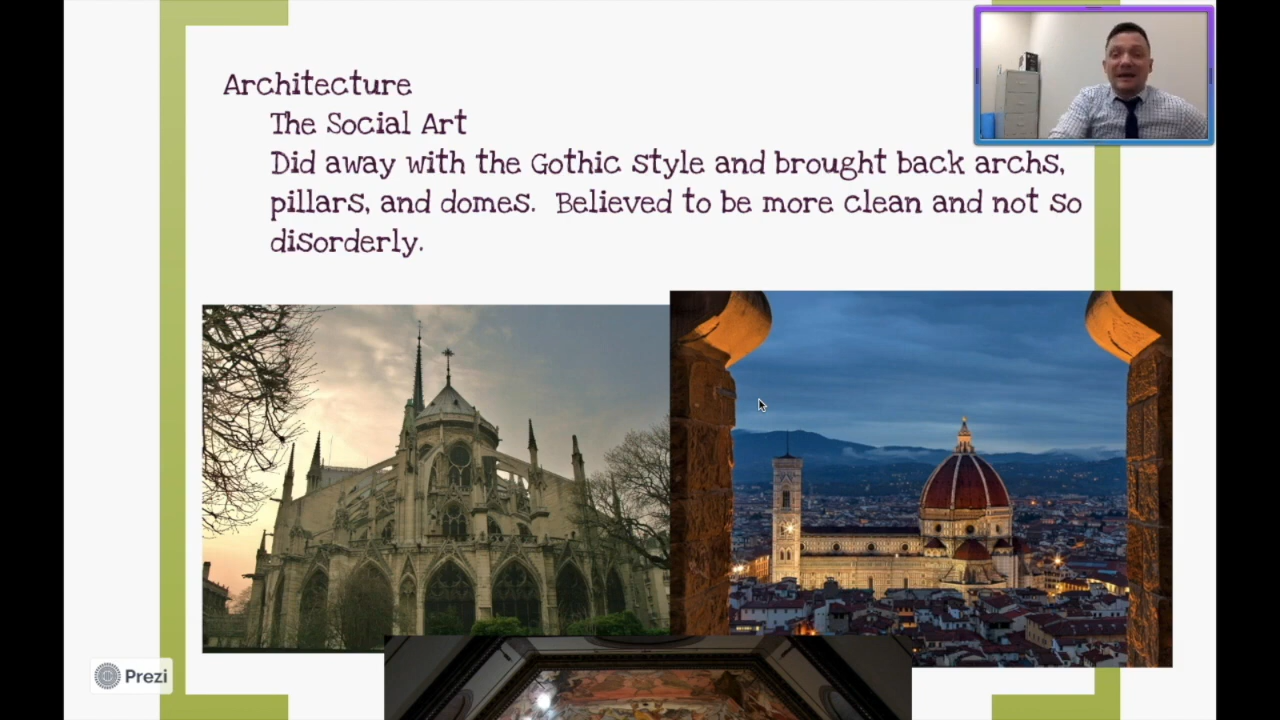 Architecture
The Social Art
Did away with the Gothic style and brought back archs,
pillars, and domes. Believed to be more clean and not so
disorderly.
Prezi